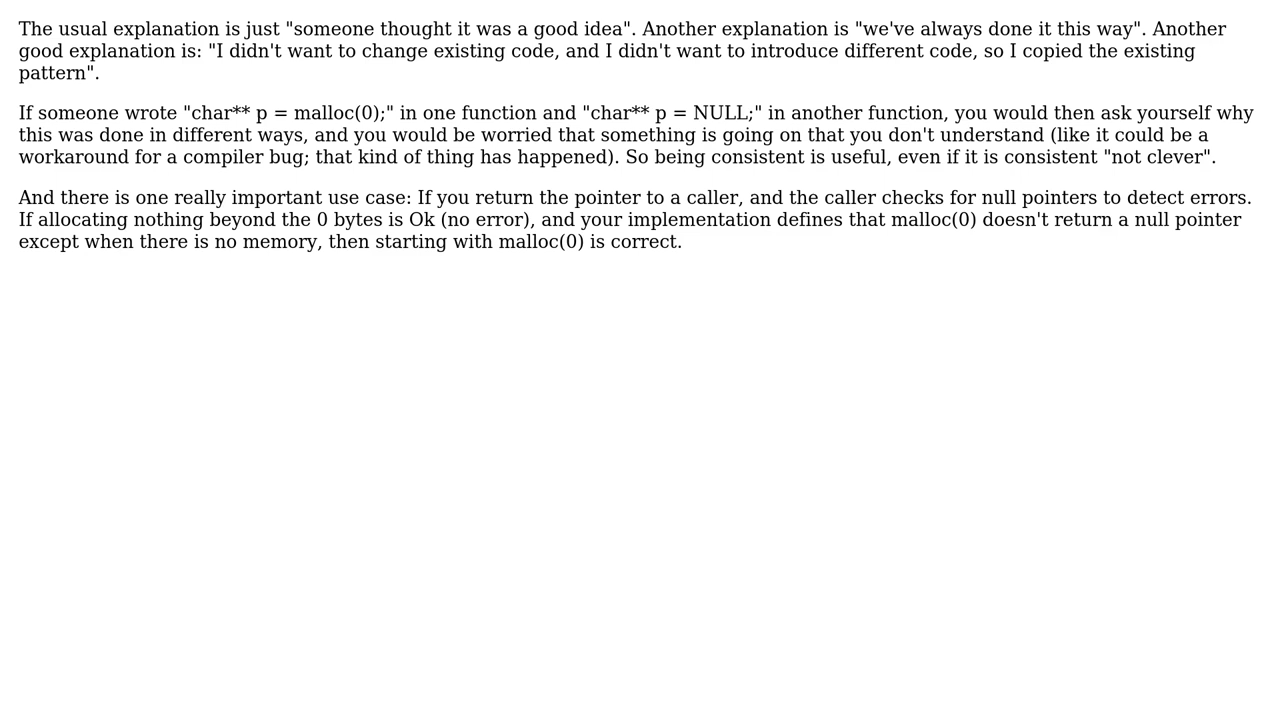 The usual explanation is just "someone thought it was a good idea". Another explanation is "we've always done it this way". Another
good explanation is: "I didn't want to change existing code, and I didn't want to introduce different code, so I copied the existing
pattern".
If someone wrote "char** p = malloc(0);" in one function and "char** p = NULL;" in another function, you would then ask yourself why
this was done in different ways, and you would be worried that something is going on that you don't understand (like it could be a
workaround for a compiler bug; that kind of thing has happened). So being consistent is useful, even if it is consistent "not clever".
And there is one really important use case: If you return the pointer to a caller, and the caller checks for null pointers to detect errors.
If allocating nothing beyond the 0 bytes is Ok (no error), and your implementation defines that malloc(0) doesn't return a null pointer
except when there is no memory, then starting with malloc(0) is correct.